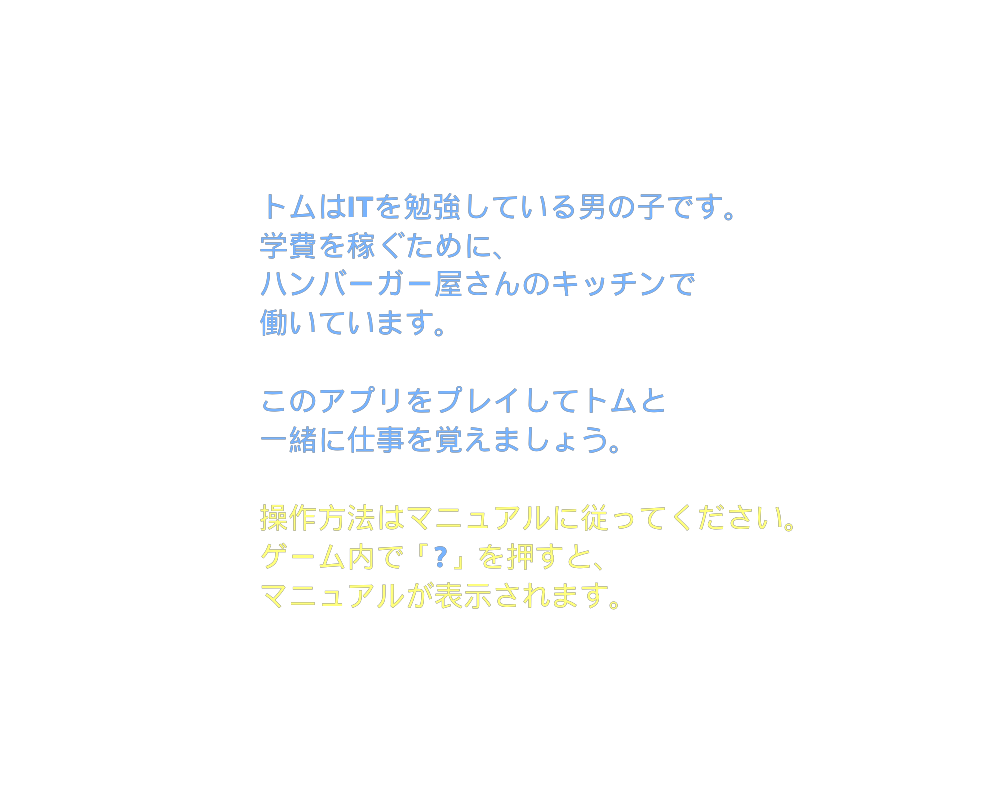 トムはITを勉強している男の子です。
学費を稼ぐために、
ハンバーガー屋さんのキッチンで
働いています。
このアプリをプレイしてトムと
一緒に仕事を覚えましょう。
操作方法はマニュアルに従ってください。
ゲーム内で「?」を押すと、
マニュアルが表示されます。